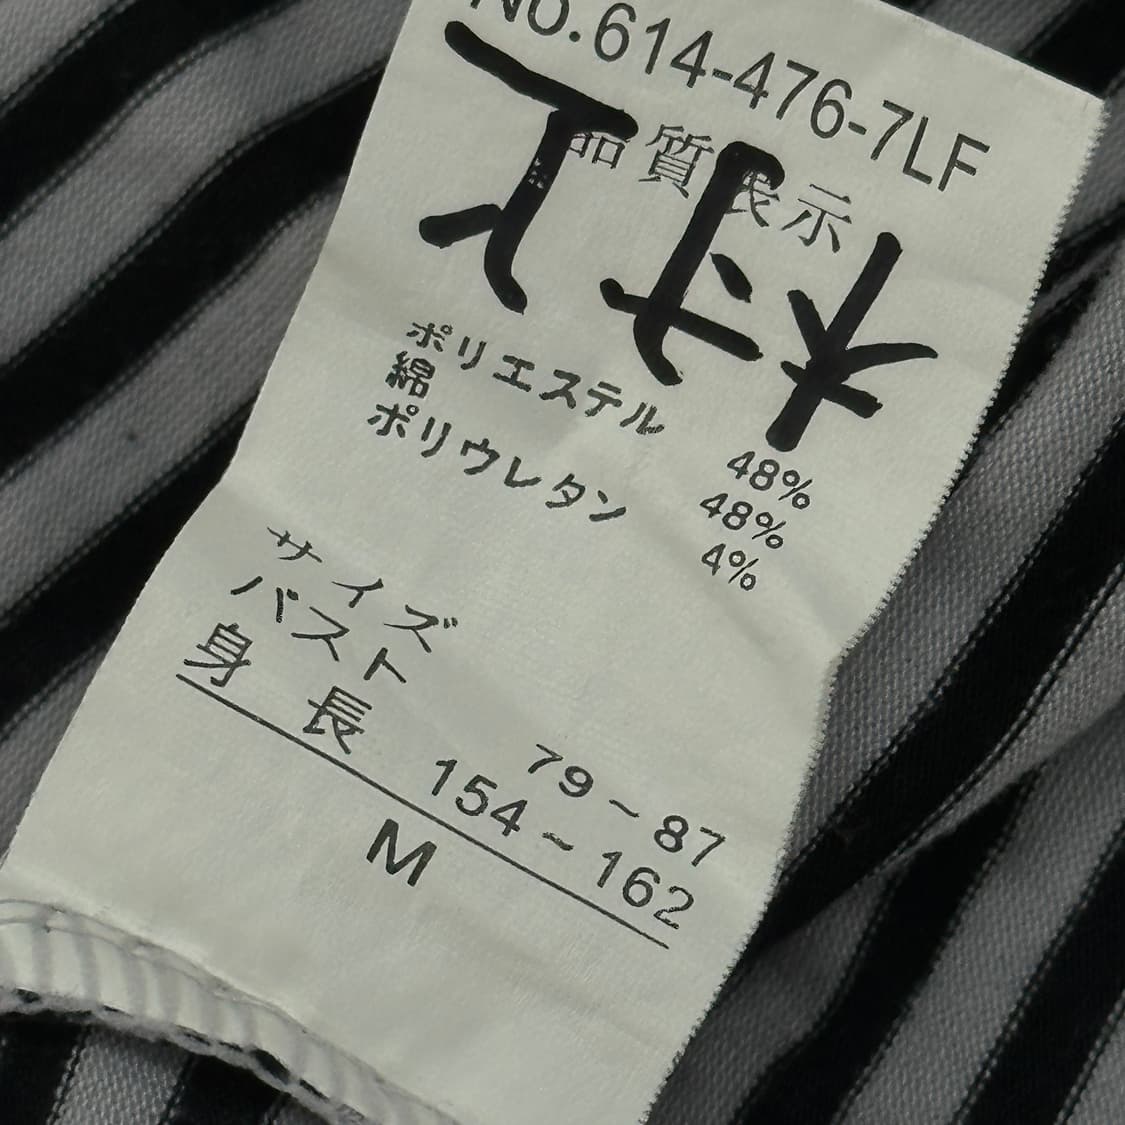 No.614-476-7LF
品質表示
ポリエステル 48%
綿 48%
ポリウレタン 4%
サイズ
バスト 79~87
身長 154~162
M